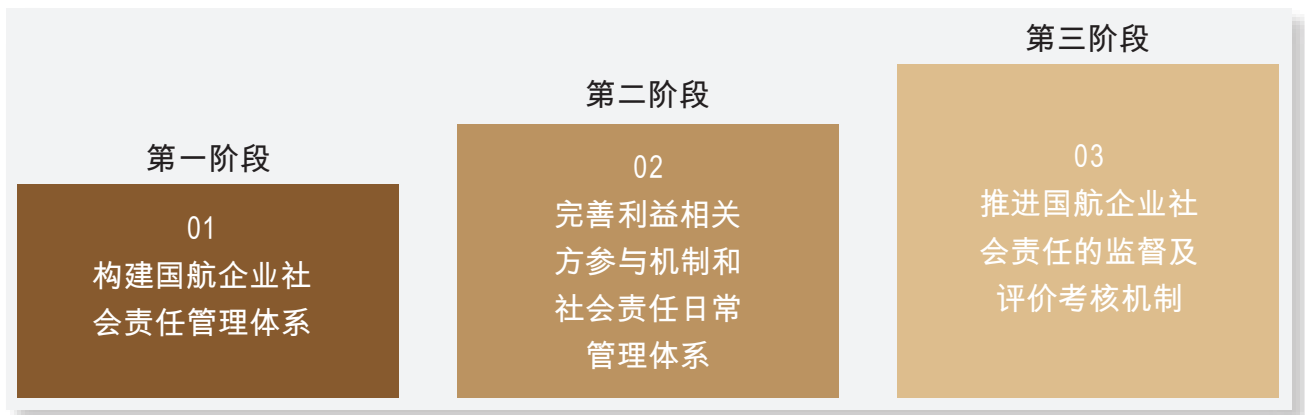 第一阶段
01
构建国航企业社
会责任管理体系
第二阶段
02
完善利益相关
方参与机制和
社会责任日常
管理体系
第三阶段
03
推进国航企业社
会责任的监督及
评价考核机制